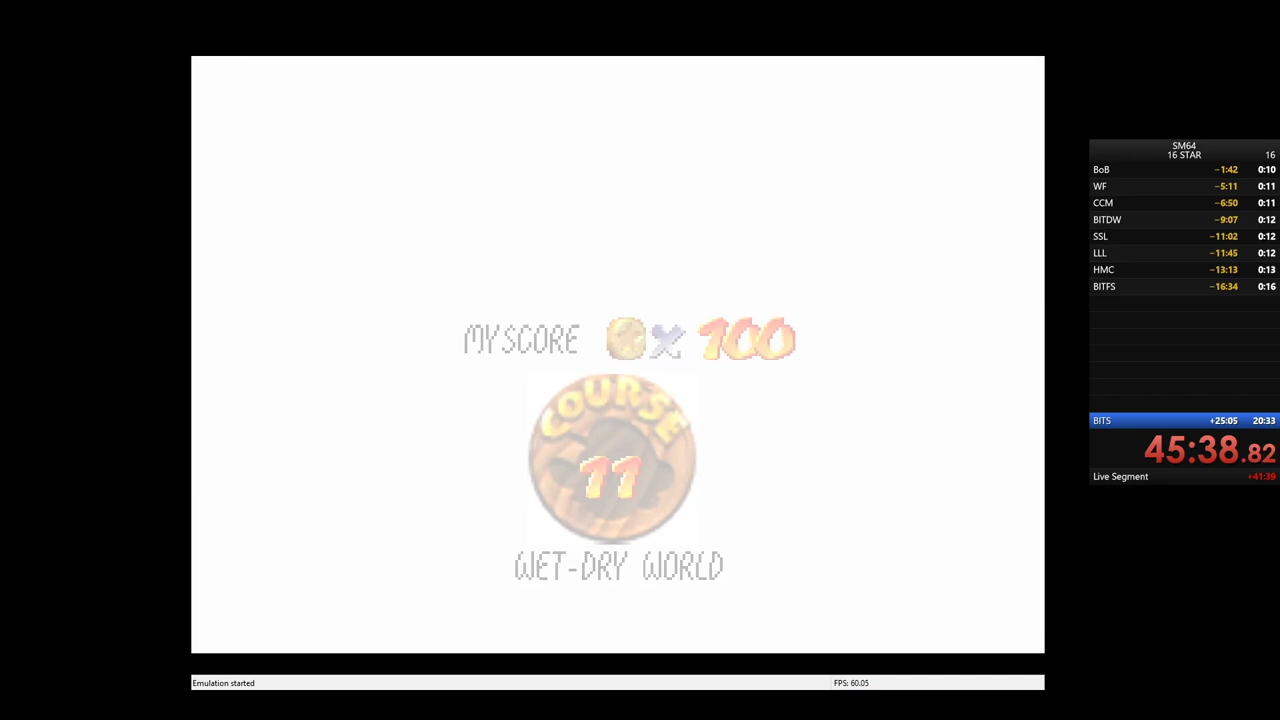 MY SCORE × 100
COURSE
11
WET-DRY WORLD
Emulation started
FPS: 60.05
SM64
16 STAR 16
BoB −1:42 0:10
WF −5:11 0:11
CCM −6:50 0:11
BITDW −9:07 0:12
SSL −11:02 0:12
LLL −11:45 0:12
HMC −13:13 0:13
BITFS −16:34 0:16
BITS +25:05 20:33
45:38.82
Live Segment +41:39